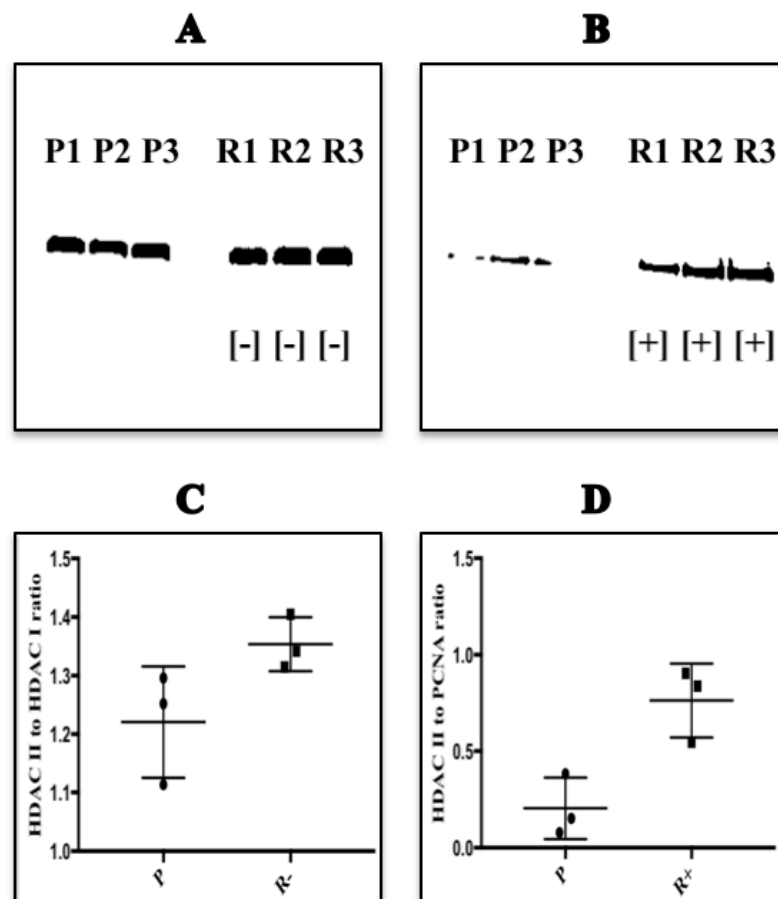 A
B
P1 P2 P3
R1 R2 R3
[-] [-] [-]
P1 P2 P3
R1 R2 R3
[+] [+] [+]
C
D
HDAC II to HDAC I ratio
1.5
1.4
1.3
1.2
1.1
1.0
P
R-
HDAC II to PCNA ratio
1.5
1.0
0.5
0.0
P
R+